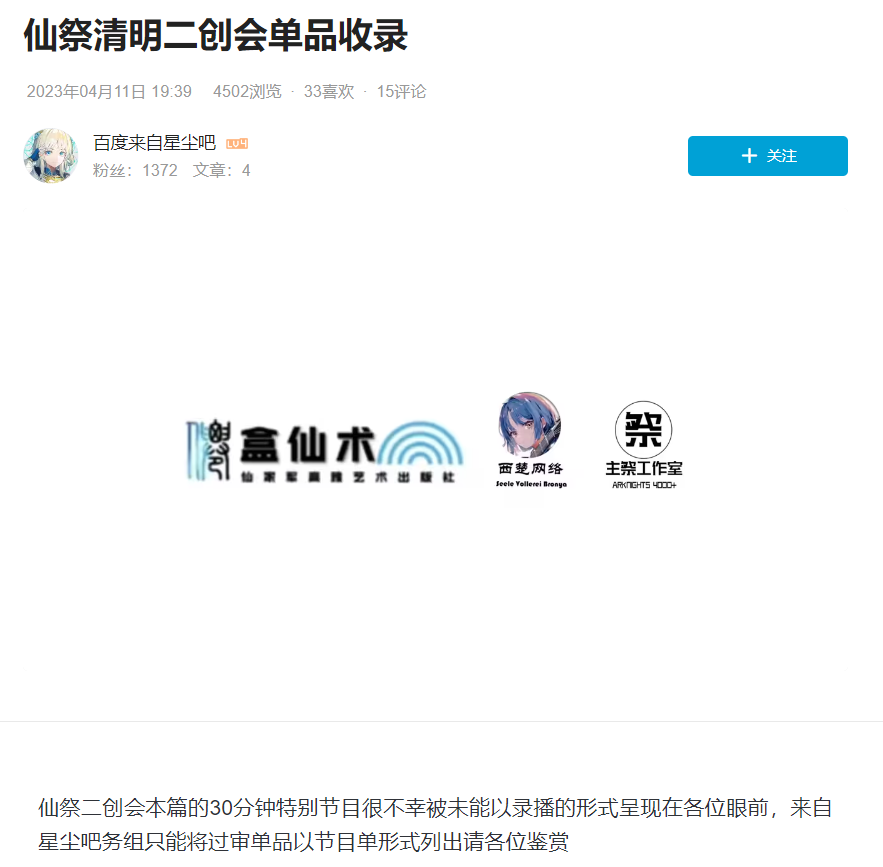 仙祭清明二创会单品收录
2023年04月11日 19:39 4502浏览 · 33喜欢 · 15评论
百度来自星尘吧 LV4
粉丝：1372 文章：4
+ 关注
盒仙术
仙家军高雅艺术出版社
西楚网络
Seele Vollerei Bronya
祭
主祭工作室
ARKNIGHTS 4000+
仙祭二创会本篇的30分钟特别节目很不幸被未能以录播的形式呈现在各位眼前，来自
星尘吧务组只能将过审单品以节目单形式列出请各位鉴赏